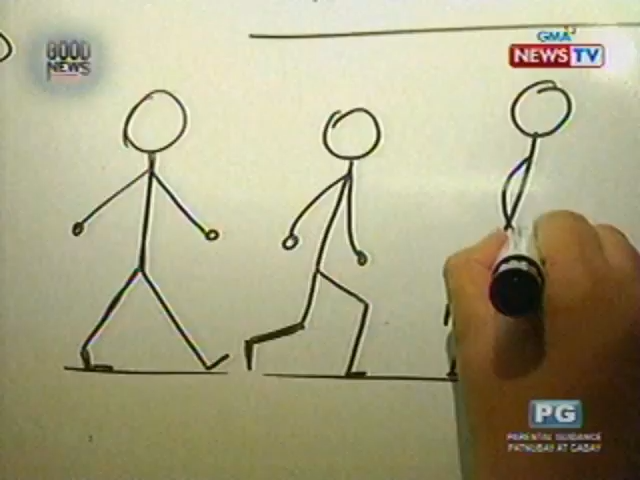 GOOD
NEWS
GMA
NEWS TV
PG
PARENTAL GUIDANCE
PATNUBAY AT GABAY